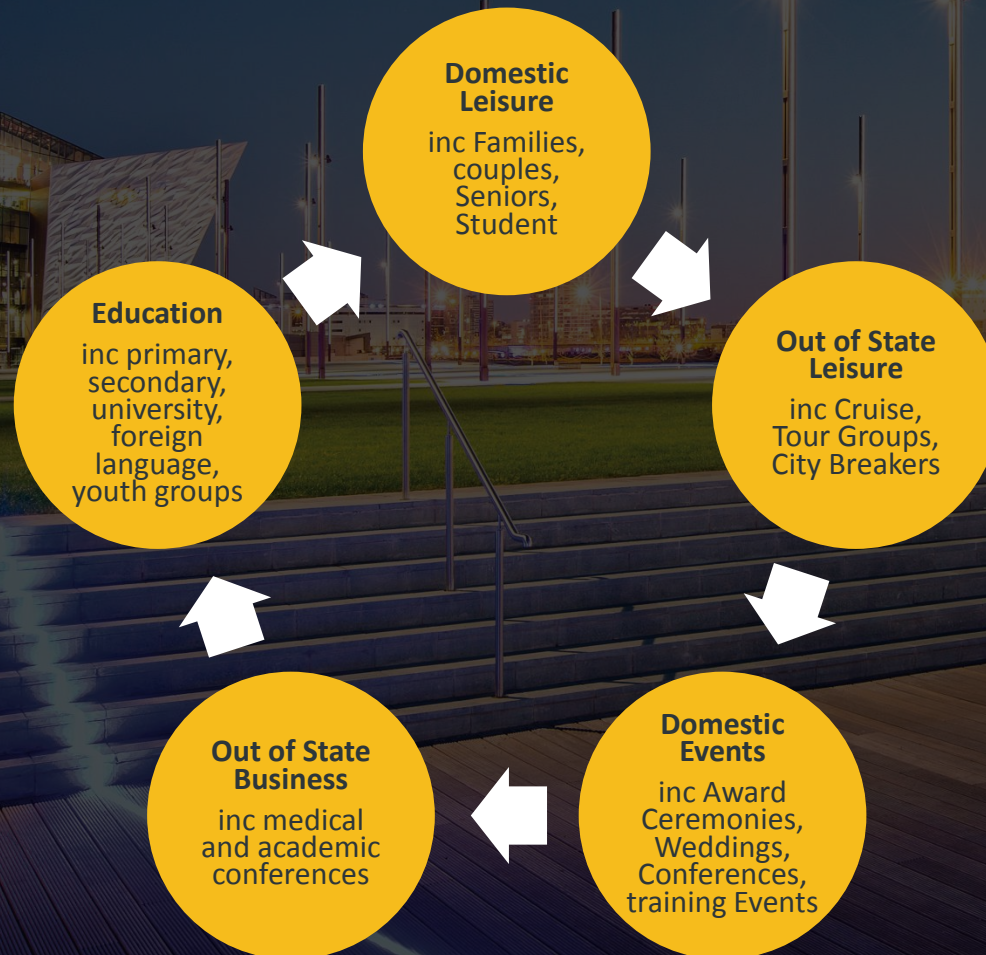 Domestic
Leisure
inc Families,
couples,
Seniors,
Student
Out of State
Leisure
inc Cruise,
Tour Groups,
City Breakers
Domestic
Events
inc Award
Ceremonies,
Weddings,
Conferences,
training Events
Out of State
Business
inc medical
and academic
conferences
Education
inc primary,
secondary,
university,
foreign
language,
youth groups